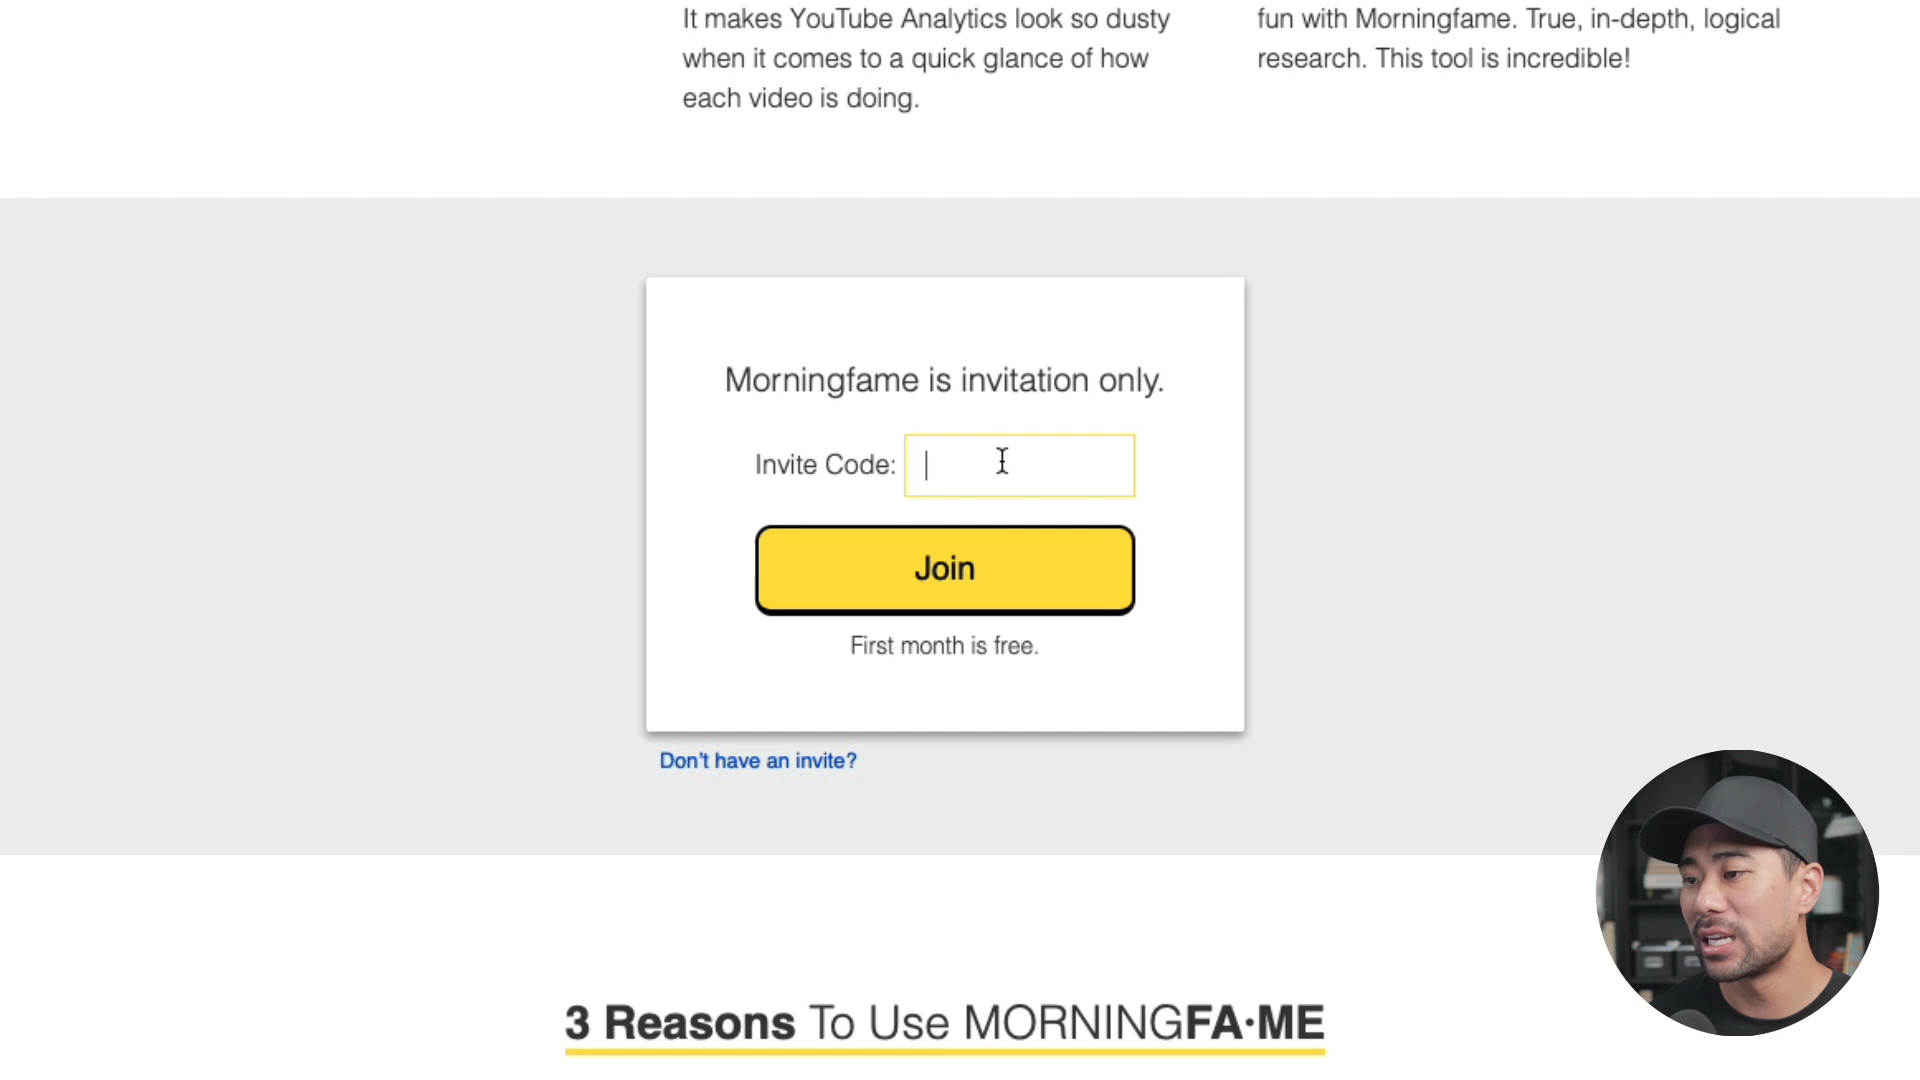 It makes YouTube Analytics look so dusty
when it comes to a quick glance of how
each video is doing.
fun with Morningfame. True, in-depth, logical
research. This tool is incredible!
Morningfame is invitation only.
Invite Code:
Join
First month is free.
Don't have an invite?
3 Reasons To Use MORNINGFA·ME